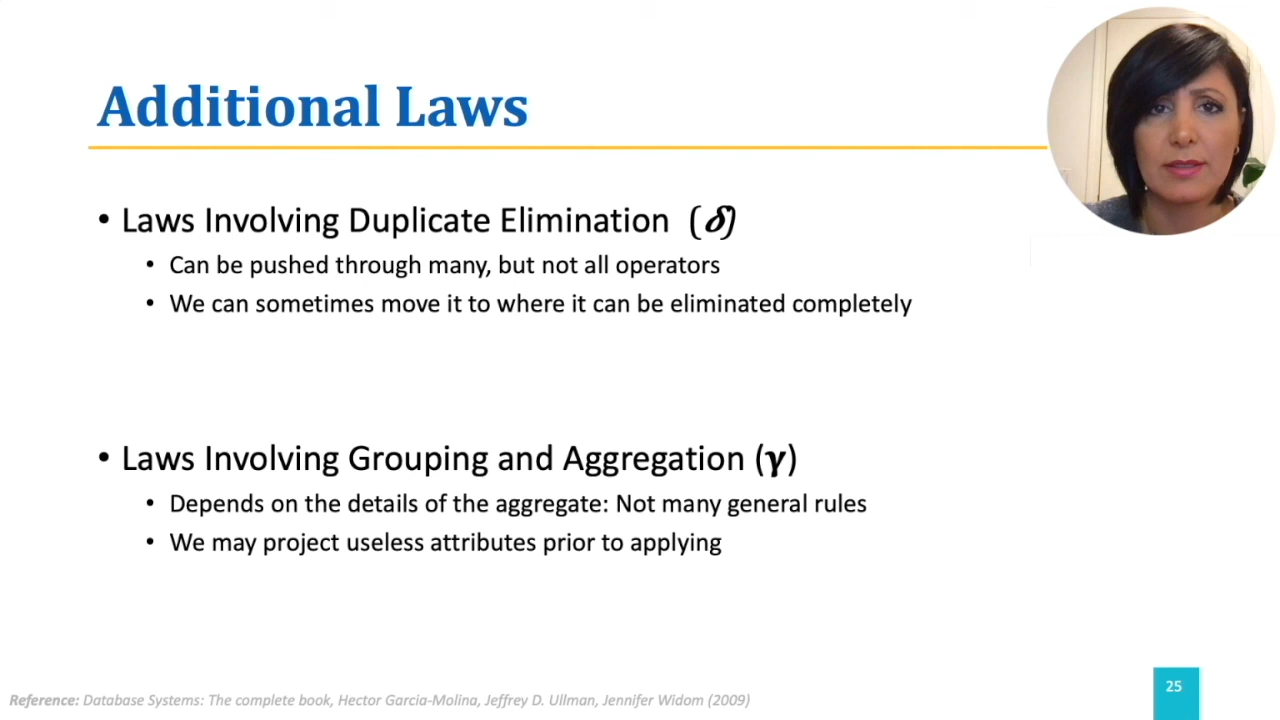 Additional Laws
• Laws Involving Duplicate Elimination (δ)
• Can be pushed through many, but not all operators
• We can sometimes move it to where it can be eliminated completely
• Laws Involving Grouping and Aggregation (γ)
• Depends on the details of the aggregate: Not many general rules
• We may project useless attributes prior to applying
Reference: Database Systems: The complete book, Hector Garcia-Molina, Jeffrey D. Ullman, Jennifer Widom (2009)
25